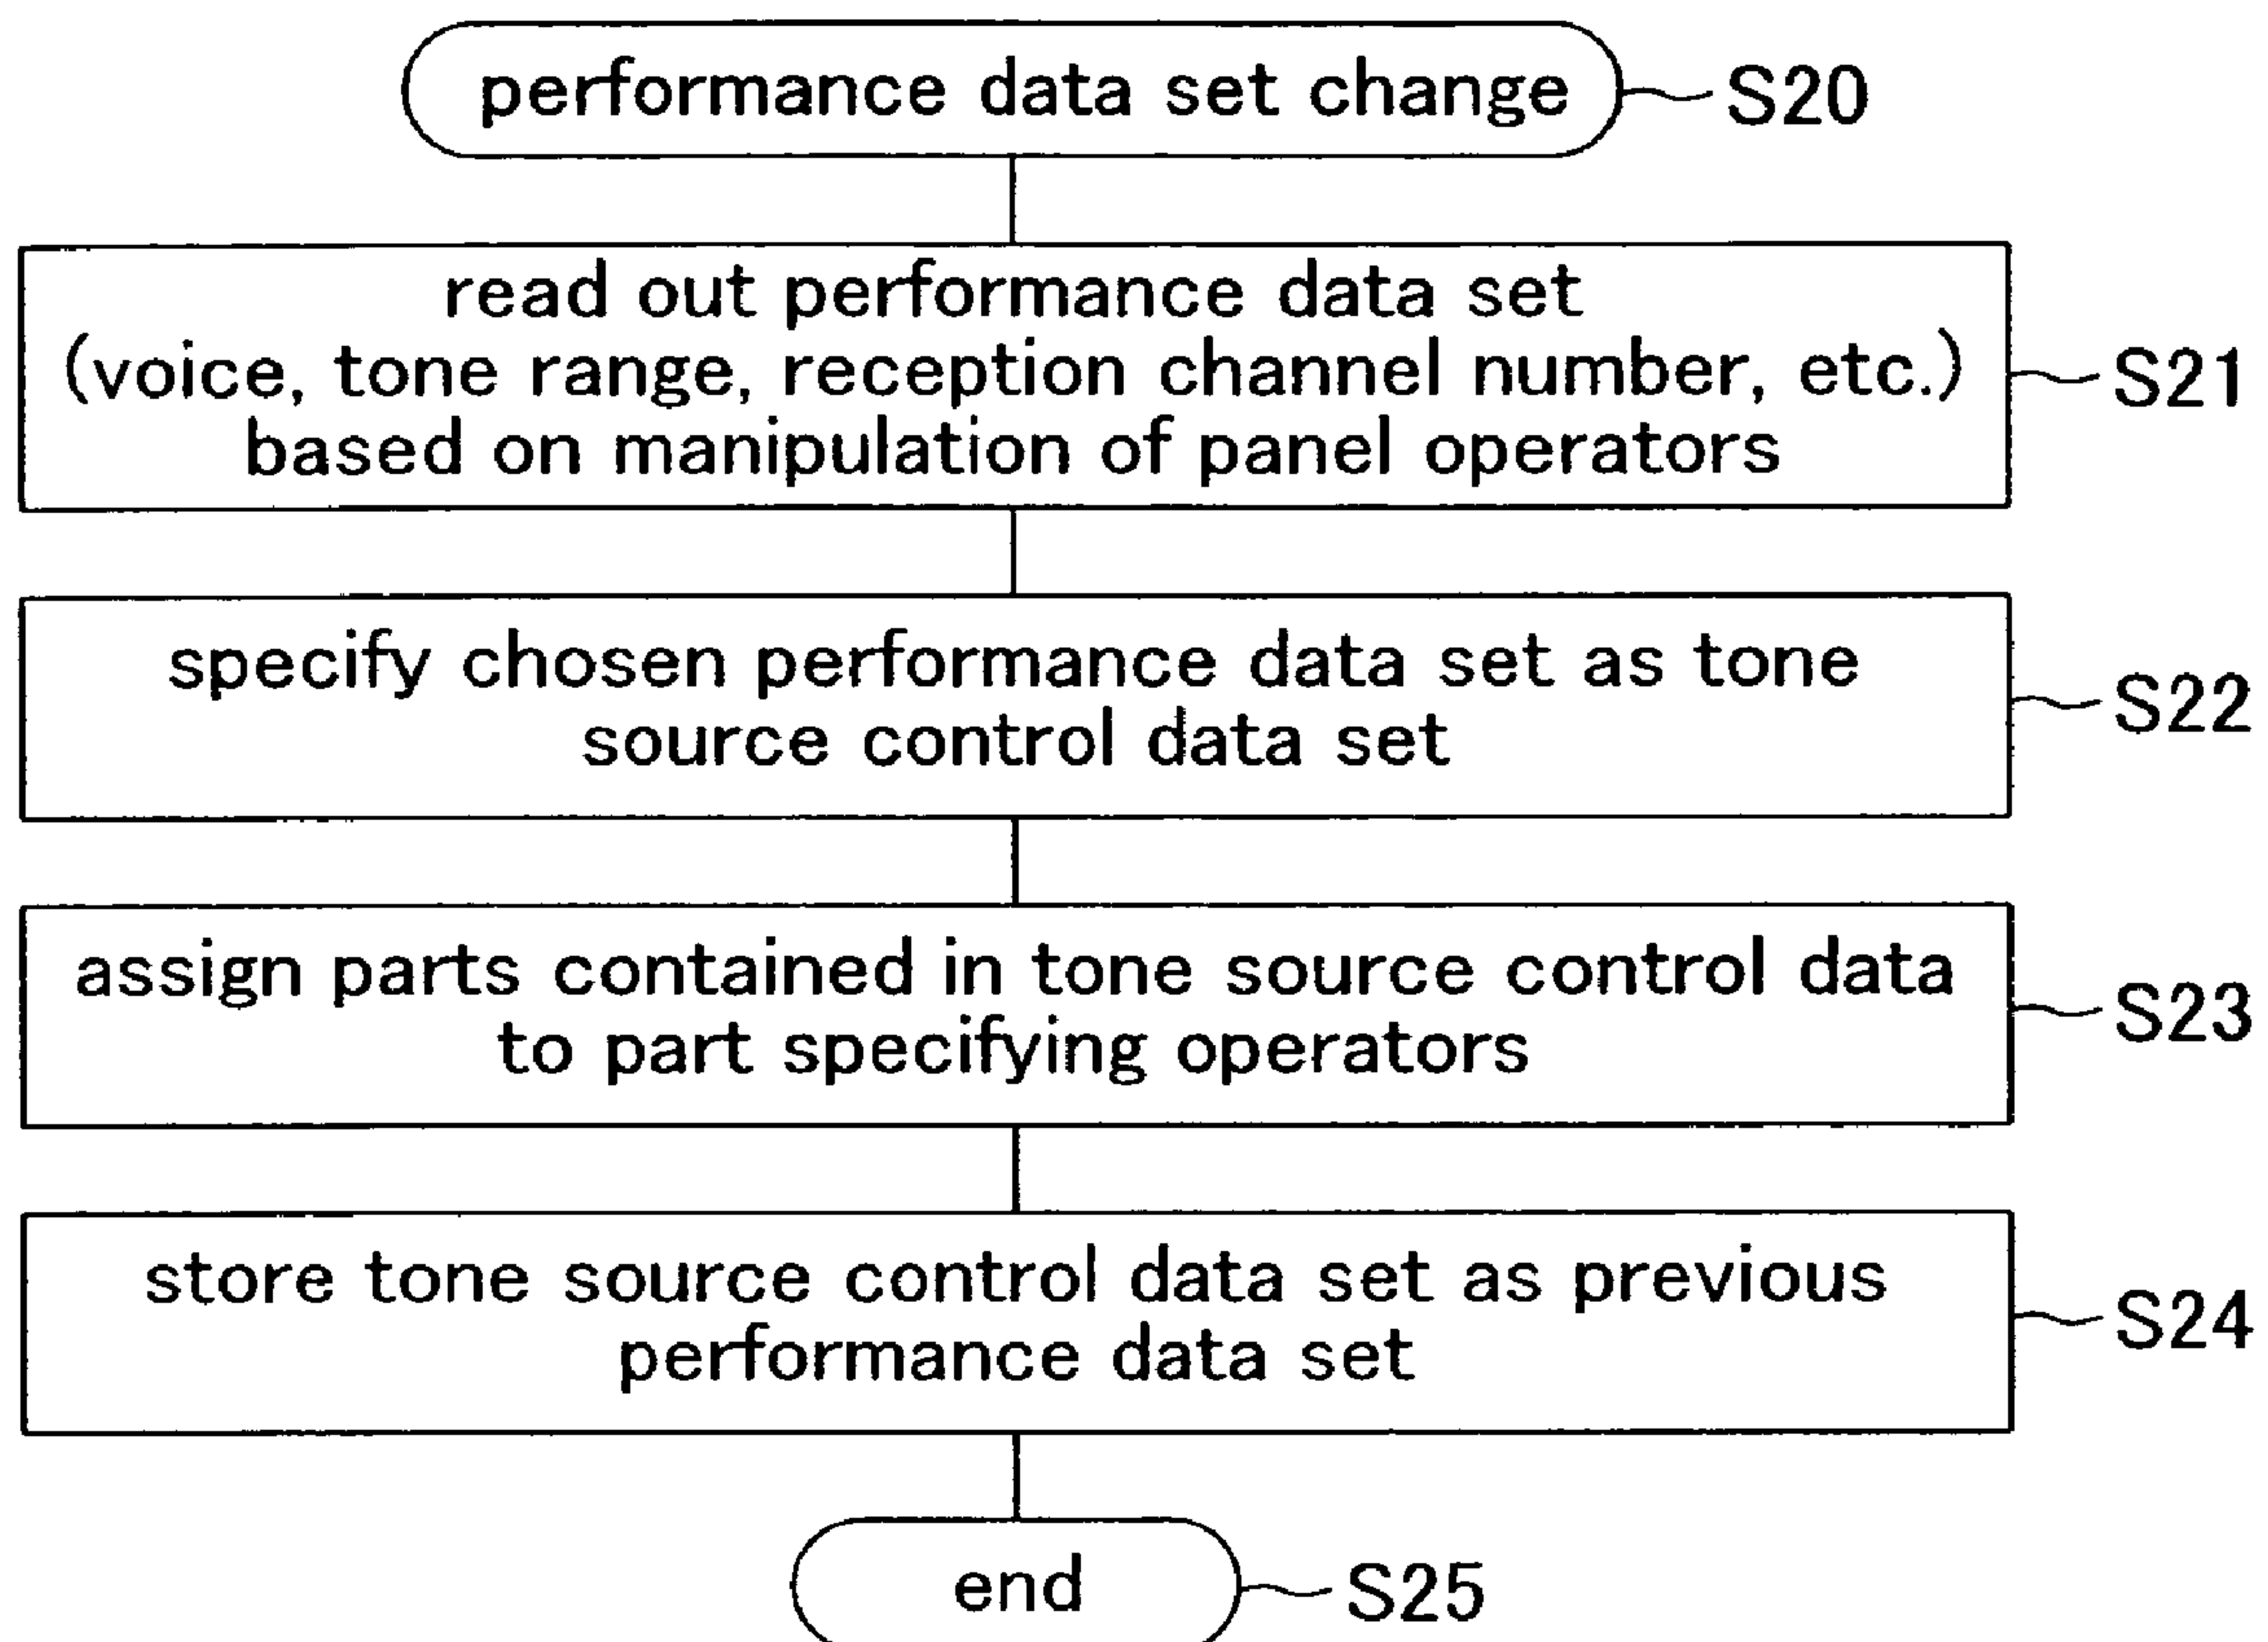 performance data set change
S20
read out performance data set
(voice, tone range, reception channel number, etc.)
based on manipulation of panel operators
S21
specify chosen performance data set as tone
source control data set
S22
assign parts contained in tone source control data
to part specifying operators
S23
store tone source control data set as previous
performance data set
S24
end
S25